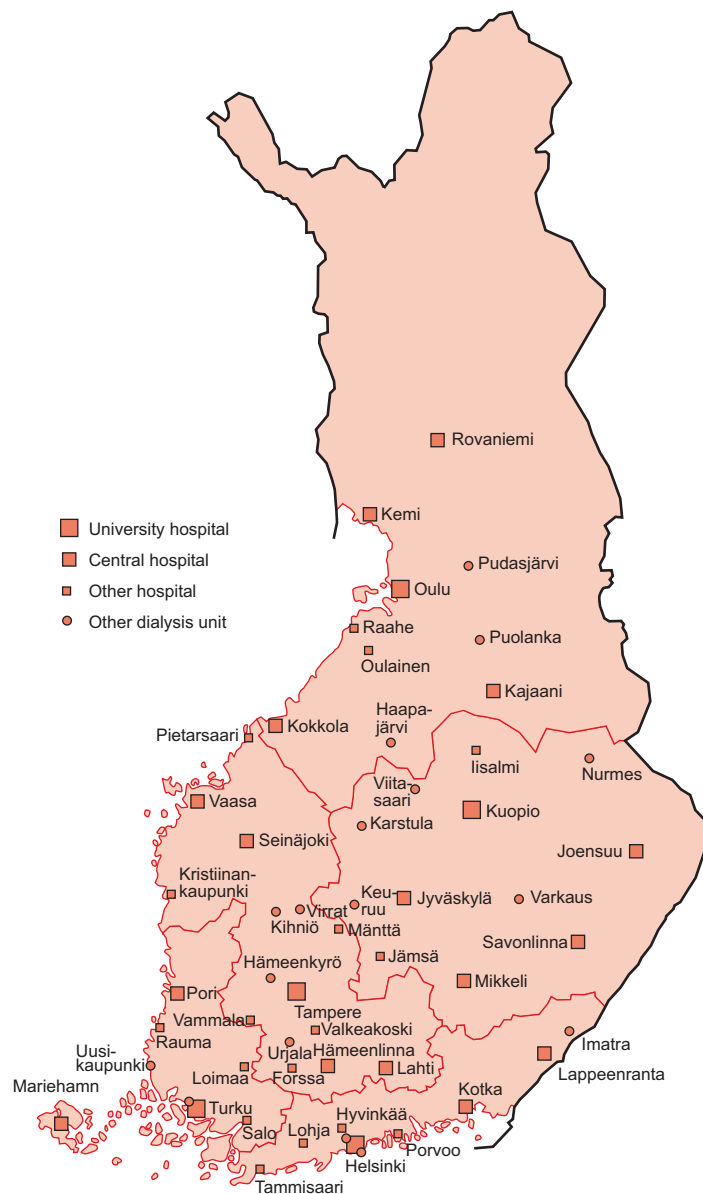 Rovaniemi
Kemi
University hospital
Central hospital
Other hospital
Other dialysis unit
Pudasjärvi
Oulu
Raahe
Puolanka
Oulainen
Kajaani
Haapa-
järvi
Kokkola
Pietarsaari
Iisalmi
Nurmes
Viita-
saari
Vaasa
Kuopio
Karstula
Seinäjoki
Joensuu
Kristiinan-
kaupunki
Keu-
ruu
Jyväskylä
Varkaus
Virrat
Kihniö
Mänttä
Savonlinna
Jämsä
Hämeenkyrö
Mikkeli
Pori
Tampere
Vammala
Valkeakoski
Rauma
Imatra
Uusi-
kaupunki
Urjala
Hämeenlinna
Lappeenranta
Loimaa
Forssa
Lahti
Mariehamn
Kotka
Turku
Hyvinkää
Salo
Lohja
Porvoo
Helsinki
Tammisaari